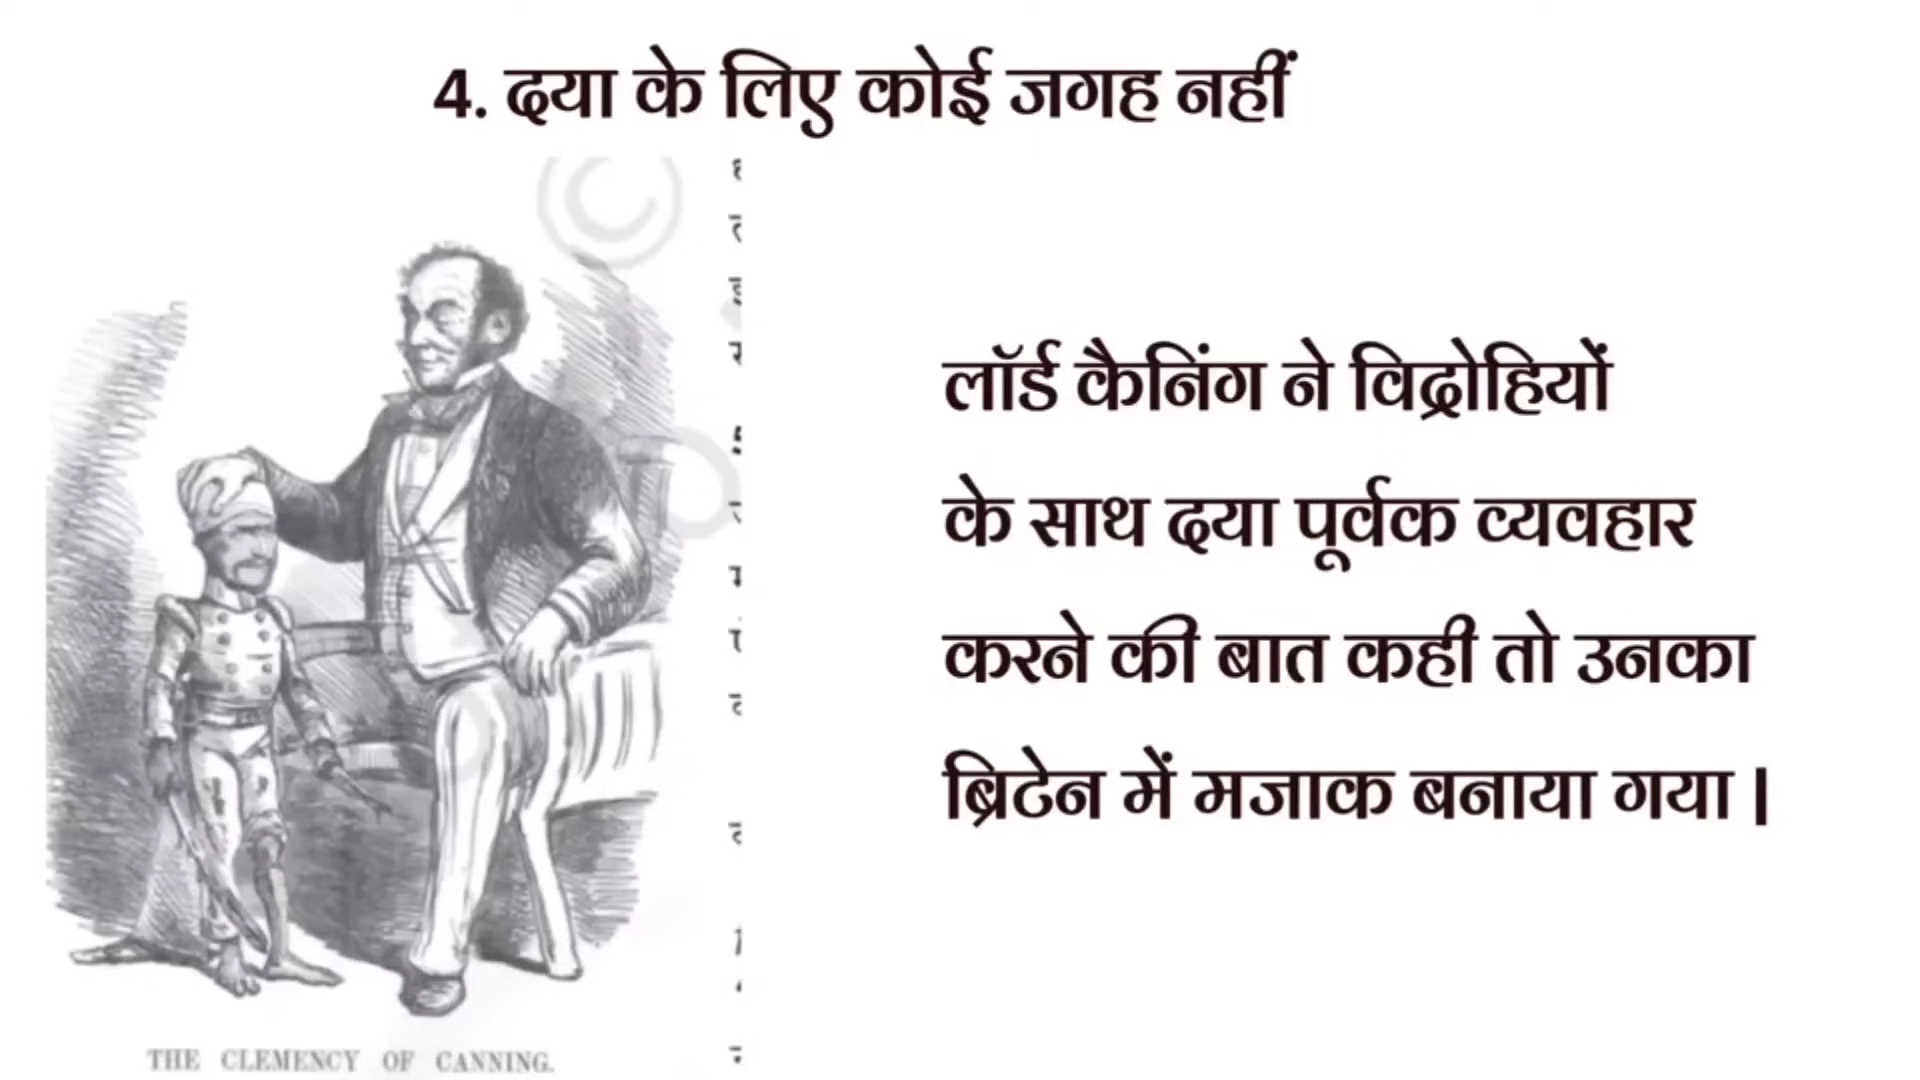 4. दया के लिए कोई जगह नहीं
लॉर्ड कैनिंग ने विद्रोहियों
के साथ दया पूर्वक व्यवहार
करने की बात कही तो उनका
ब्रिटेन में मजाक बनाया गया |
THE CLEMENCY OF CANNING.